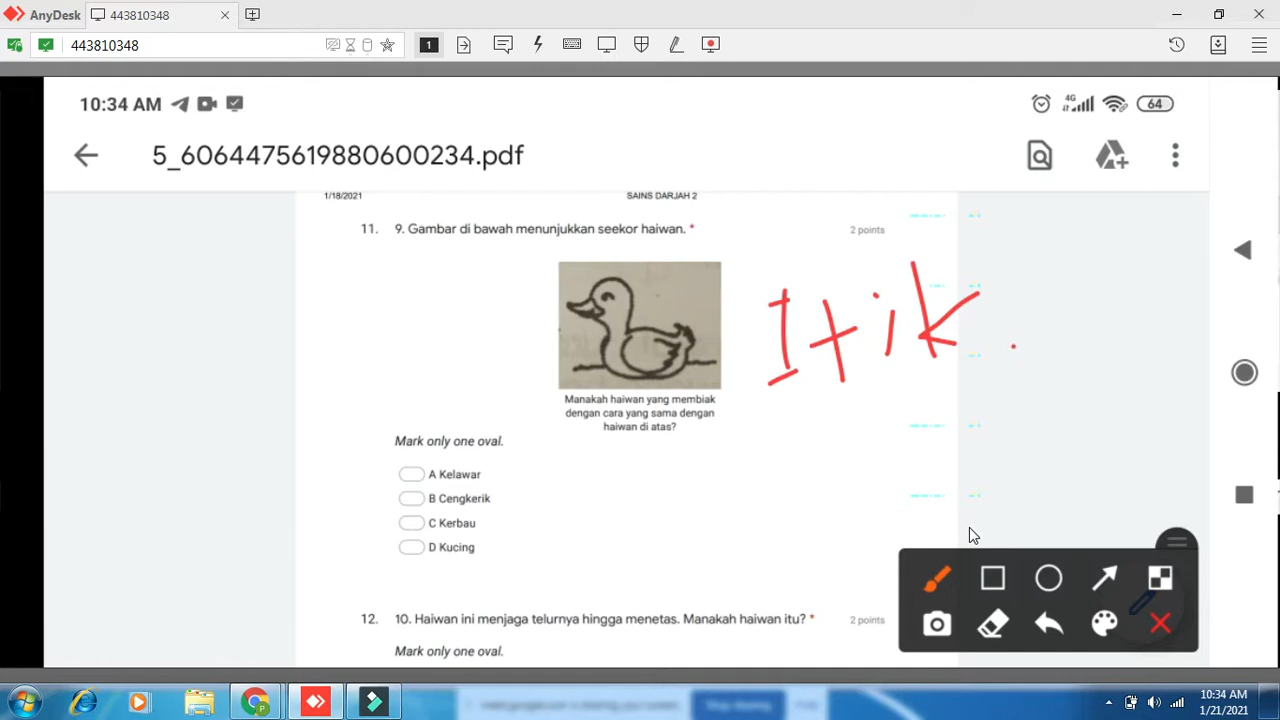 AnyDesk
443810348
443810348
1
10:34 AM
4G
64
5_6064475619880600234.pdf
1/18/2021
SAINS DARJAH 2
11.
9. Gambar di bawah menunjukkan seekor haiwan. *
2 points
Itik.
Manakah haiwan yang membiak
dengan cara yang sama dengan
haiwan di atas?
Mark only one oval.
A Kelawar
B Cengkerik
C Kerbau
D Kucing
12.
10. Haiwan ini menjaga telurnya hingga menetas. Manakah haiwan itu? *
2 points
Mark only one oval.
10:34 AM
1/21/2021